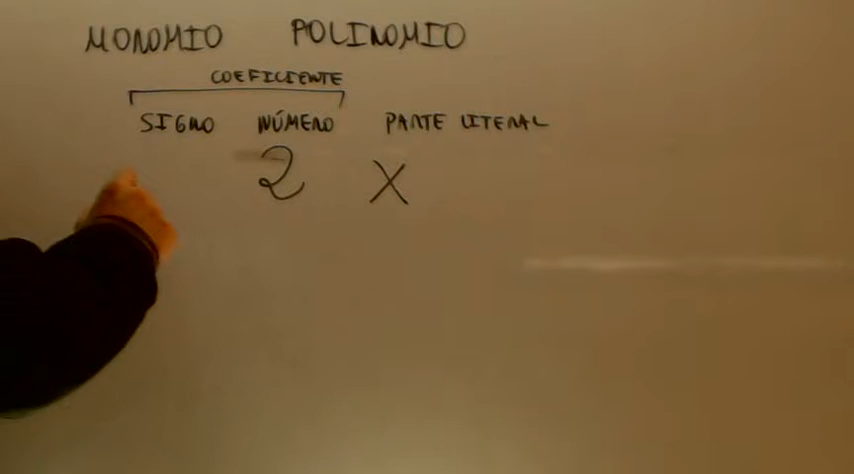 MONOMIO POLINOMIO
COEFICIENTE
SIGNO NÚMERO PARTE LITERAL
2 X